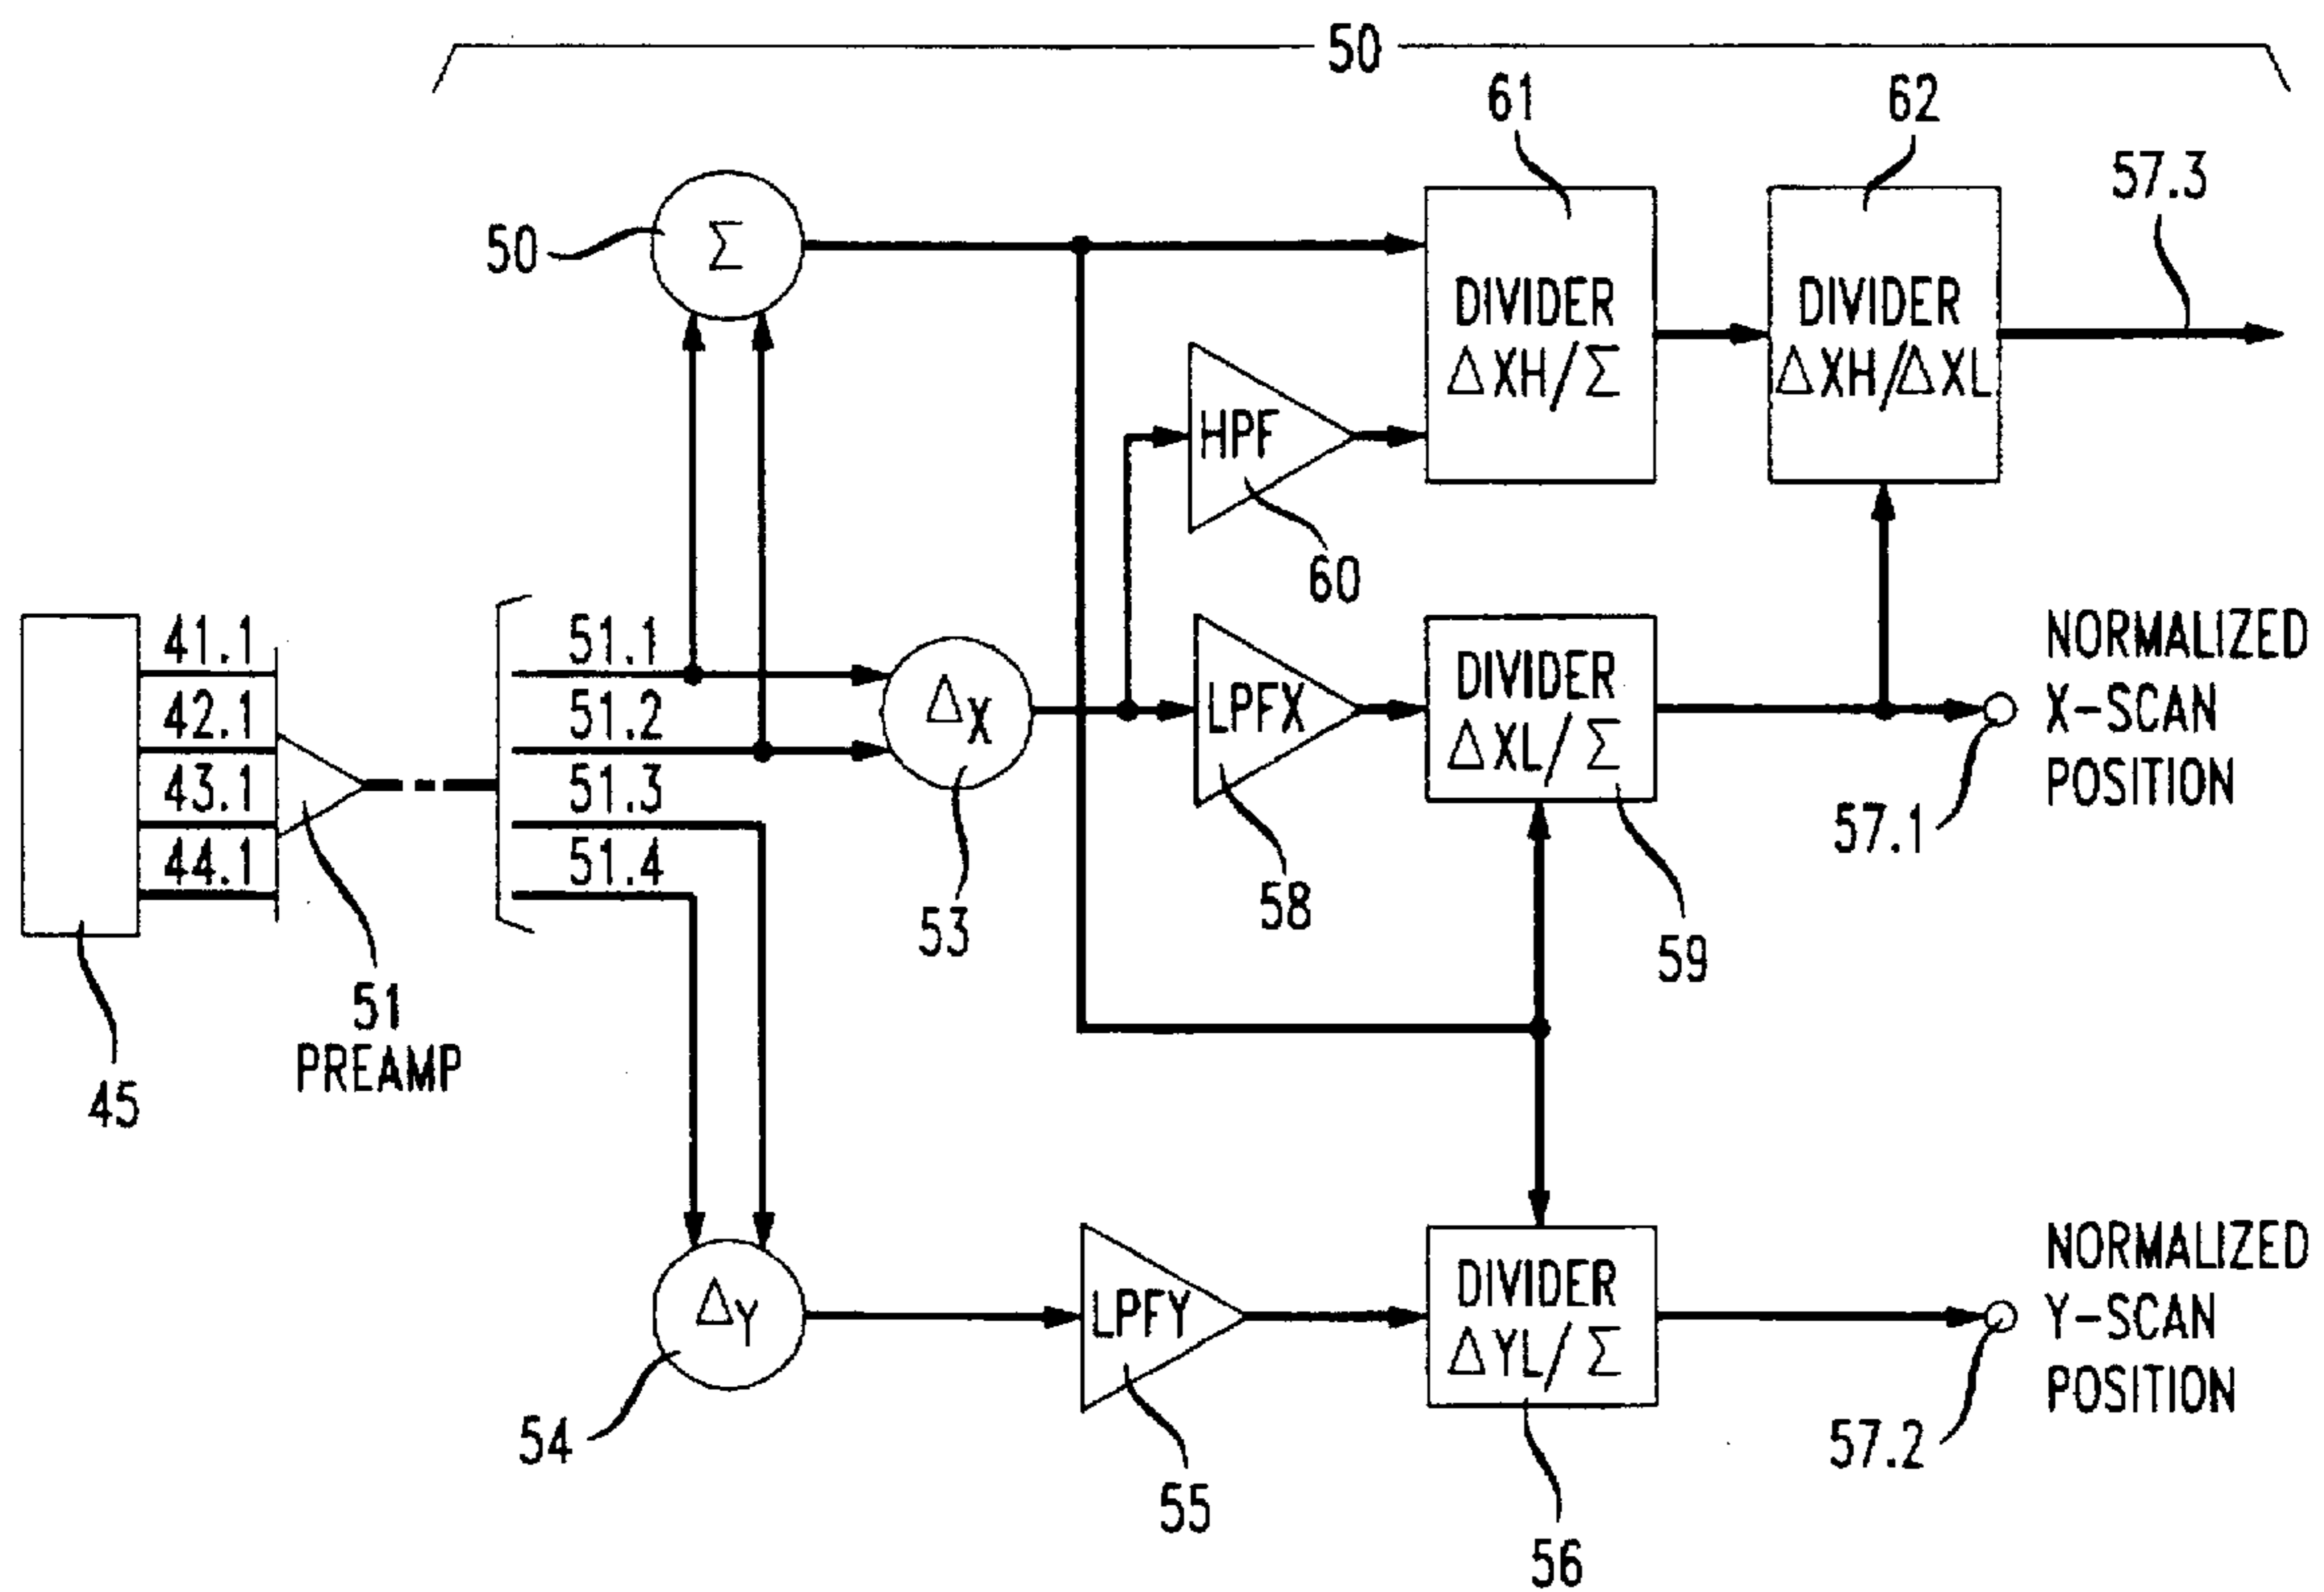 50
61
62
57.3
50
Σ
DIVIDER
ΔXH/Σ
DIVIDER
ΔXH/ΔXL
HPF
60
41.1
42.1
43.1
44.1
51.1
51.2
51.3
51.4
ΔX
53
LPFX
58
DIVIDER
ΔXL/Σ
59
NORMALIZED
X-SCAN
POSITION
57.1
45
51
PREAMP
ΔY
54
LPFY
55
DIVIDER
ΔYL/Σ
56
NORMALIZED
Y-SCAN
POSITION
57.2